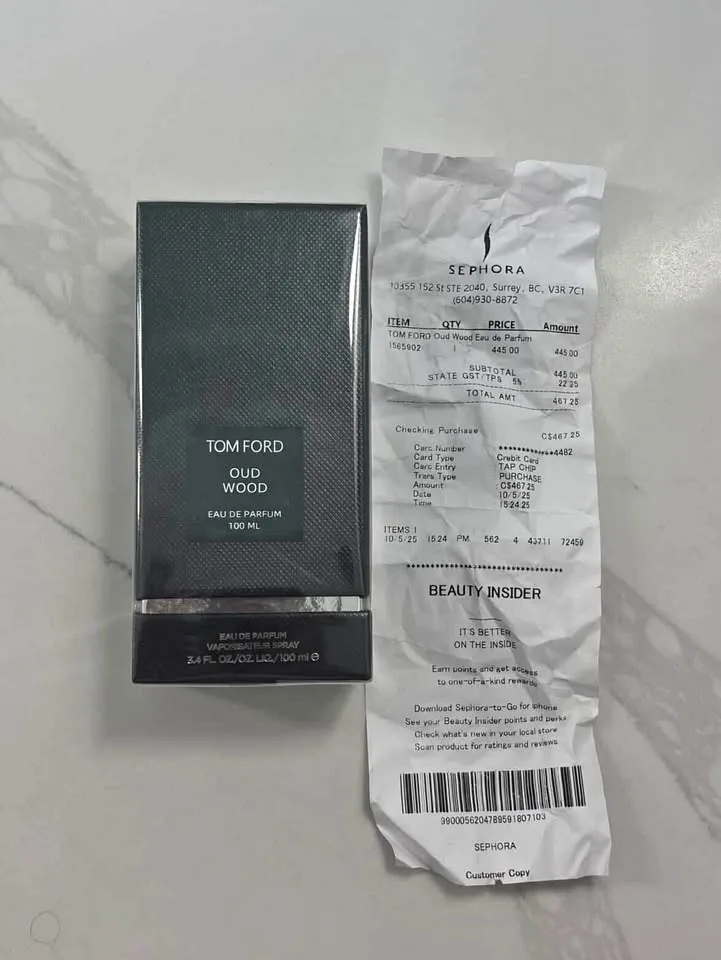 TOM FORD
OUD
WOOD
EAU DE PARFUM
100 ML
EAU DE PARFUM
VAPORISATEUR SPRAY
3.4 FL. OZ./OZ. LIQ./100 ml ℮
SEPHORA
10355 152 St STE 2040, Surrey, BC, V3R 7C1
(604)930-8872
ITEM QTY PRICE Amount
TOM FORD Oud Wood Eau de Parfum
1565902 1 445.00 445.00
SUBTOTAL 445.00
STATE GST/TPS 5% 22.25
TOTAL AMT 467.25
Checking Purchase C$467.25
Carc Number ************4482
Card Type Crebit Card
Carc Entry TAP CHIP
Trans Type PURCHASE
Amount : C$467.25
Date 10/5/25
Time 15:24:25
ITEMS 1
10/5/25 15:24 PM 562 4 43711 72459
**********************************
BEAUTY INSIDER
IT'S BETTER
ON THE INSIDE
Earn points and get access
to one-of-a-kind rewards
Download Sephora-to-Go for iphone
See your Beauty Insider points and perks
Check what's new in your local store
Scan product for ratings and reviews
9900056204789591807103
SEPHORA
Customer Copy